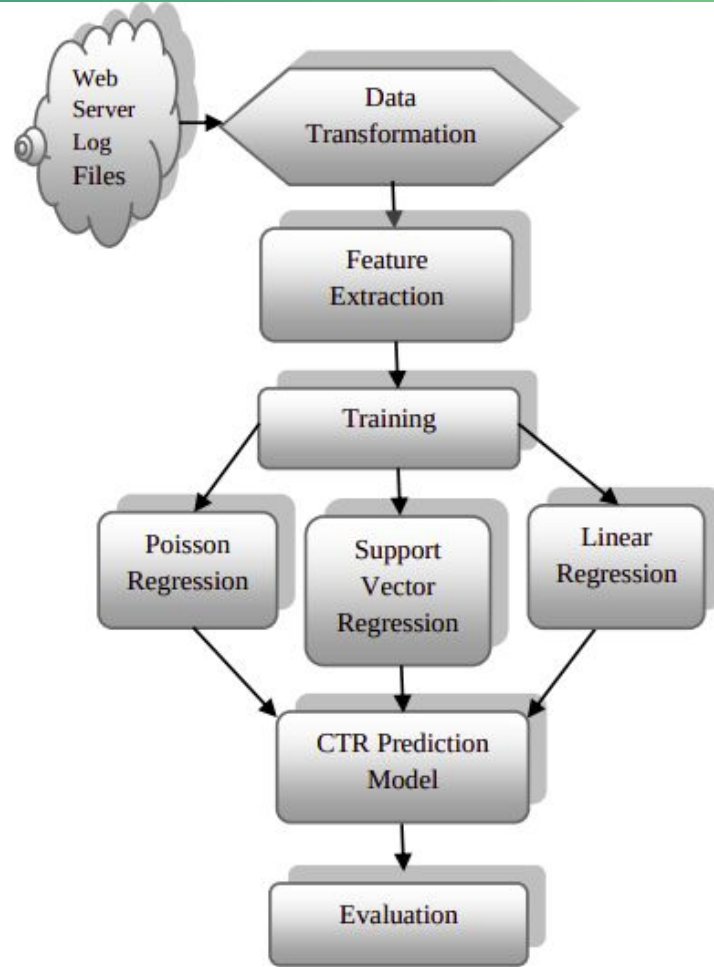 Web
Server
Log
Files
Data
Transformation
Feature
Extraction
Training
Poisson
Regression
Support
Vector
Regression
Linear
Regression
CTR Prediction
Model
Evaluation